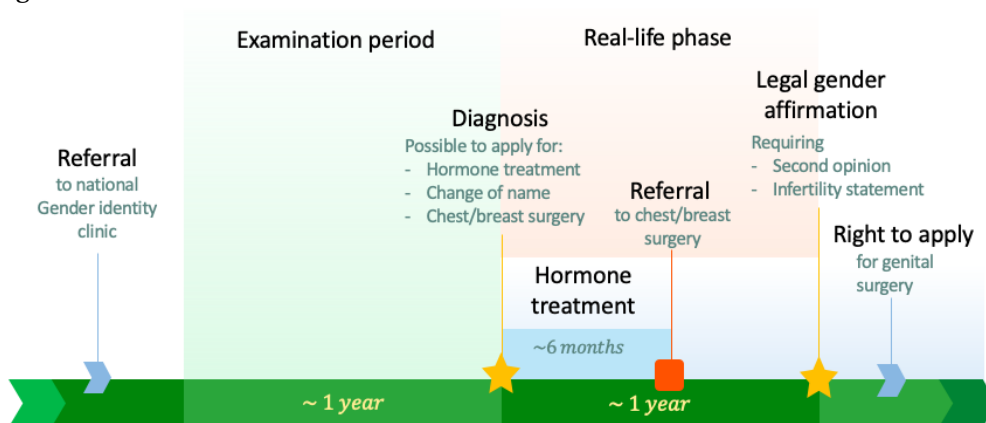 Examination period
Real-life phase
Legal gender
affirmation
Requiring
- Second opinion
- Infertility statement
Diagnosis
Possible to apply for:
- Hormone treatment
- Change of name
- Chest/breast surgery
Referral
to national
Gender identity
clinic
Referral
to chest/breast
surgery
Right to apply
for genital
surgery
Hormone
treatment
~6 months
~ 1 year
~ 1 year